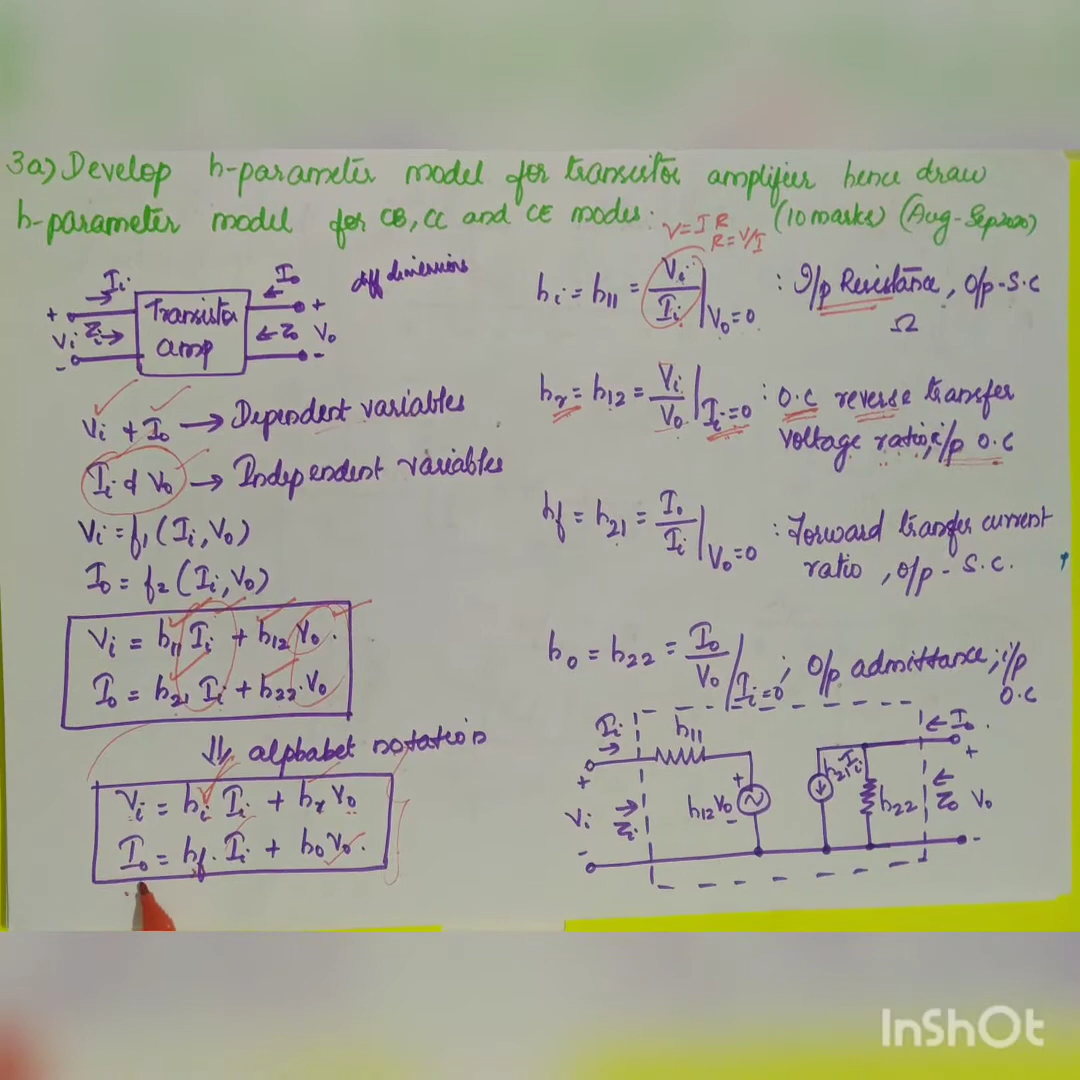 3a) Develop h-parameter model for transistor amplifier hence draw
h-parameter model for CB, CC and CE modes. (10 marks) (Aug-Sep 2020)
V=IR
R=V/I
Ii
Io
diff dimensions
+
+
Vi
Zi
Transistor
amp
Zo
Vo
-
-
Vi + Io → Dependent variables
Ii & Vo → Independent variables
Vi = f1 (Ii, Vo)
Io = f2 (Ii, Vo)
Vi = h11 Ii + h12 Vo.
Io = h21 Ii + h22.Vo
⇓ alphabet notation
Vi = hi Ii + hr Vo
Io = hf. Ii + hoVo.
hi = h11 = Vi/Ii | Vo=0 : I/p Resistance, O/p-S.C
Ω
hr = h12 = Vi/Vo | Ii=0 : O.C reverse transfer
voltage ratio, i/p O.C
hf = h21 = Io/Ii | Vo=0 : Forward transfer current
ratio, O/p - S.C.
ho = h22 = Io/Vo | Ii=0 ; O/p admittance, i/p
O.C
Ii
h11
Io.
+
+
+
h21Ii
Vi
Zi
h12Vo
-
h22
Zo
Vo
-
-
InShOt